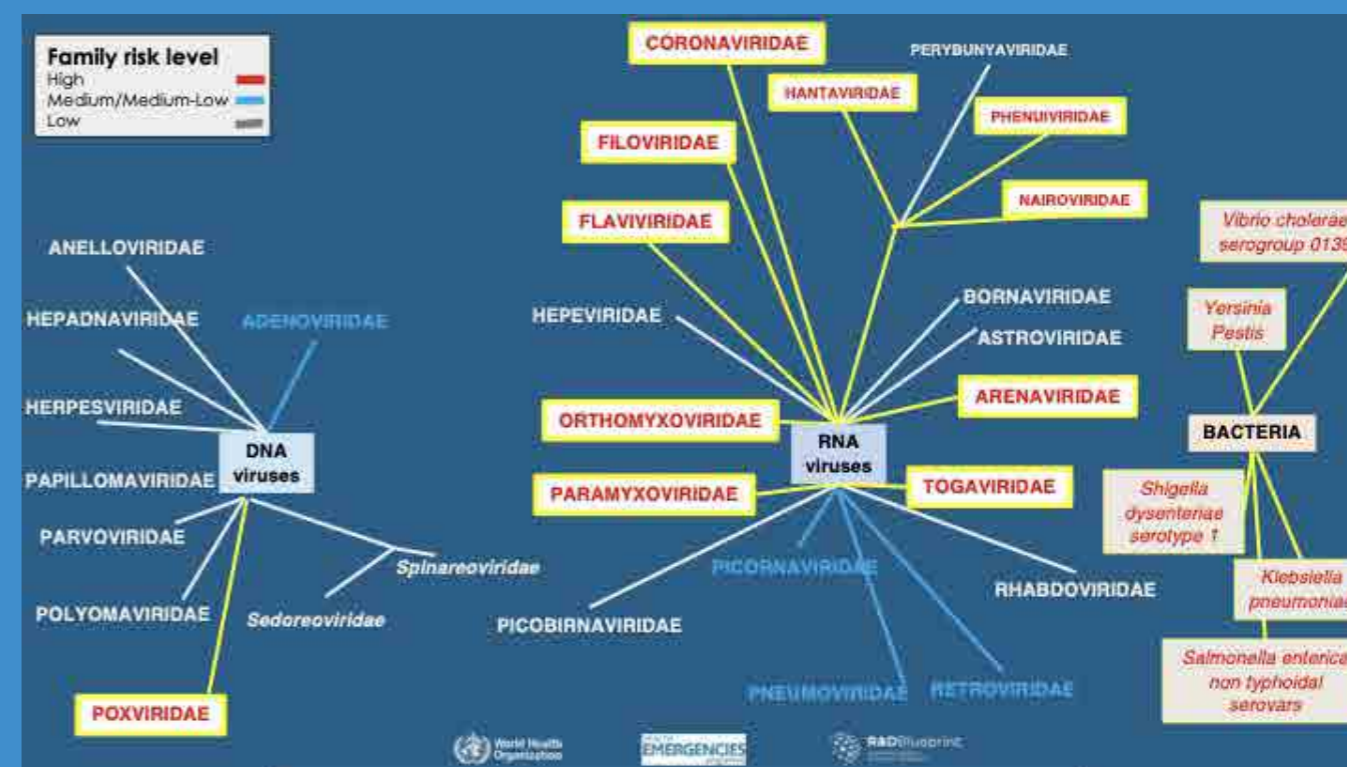 Family risk level
High
Medium/Medium-Low
Low
CORONAVIRIDAE
PERYBUNYAVIRIDAE
HANTAVIRIDAE
PHENUIVIRIDAE
FILOVIRIDAE
NAIROVIRIDAE
FLAVIVIRIDAE
Vibrio cholerae
serogroup 0139
ANELLOVIRIDAE
HEPADNAVIRIDAE
ADENOVIRIDAE
HEPEVIRIDAE
BORNAVIRIDAE
ASTROVIRIDAE
Yersinia
Pestis
HERPESVIRIDAE
ORTHOMYXOVIRIDAE
ARENAVIRIDAE
DNA
viruses
RNA
viruses
BACTERIA
PAPILLOMAVIRIDAE
PARAMYXOVIRIDAE
TOGAVIRIDAE
Shigella
dysenteriae
serotype 1
PARVOVIRIDAE
Spinareoviridae
PICORNAVIRIDAE
RHABDOVIRIDAE
Klebsiella
pneumoniae
POLYOMAVIRIDAE
Sedoreoviridae
PICOBIRNAVIRIDAE
Salmonella enterica
non typhoidal
serovars
PNEUMOVIRIDAE
RETROVIRIDAE
POXVIRIDAE
World Health
Organization
HEALTH
EMERGENCIES
R&DBlueprint